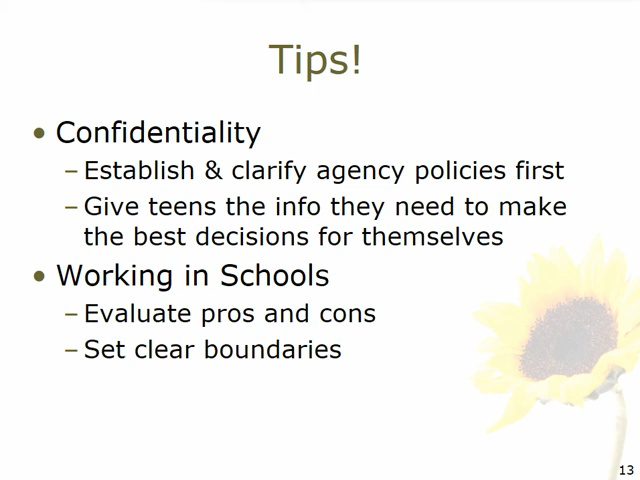 Tips!
• Confidentiality
– Establish & clarify agency policies first
– Give teens the info they need to make
the best decisions for themselves
• Working in Schools
– Evaluate pros and cons
– Set clear boundaries
13